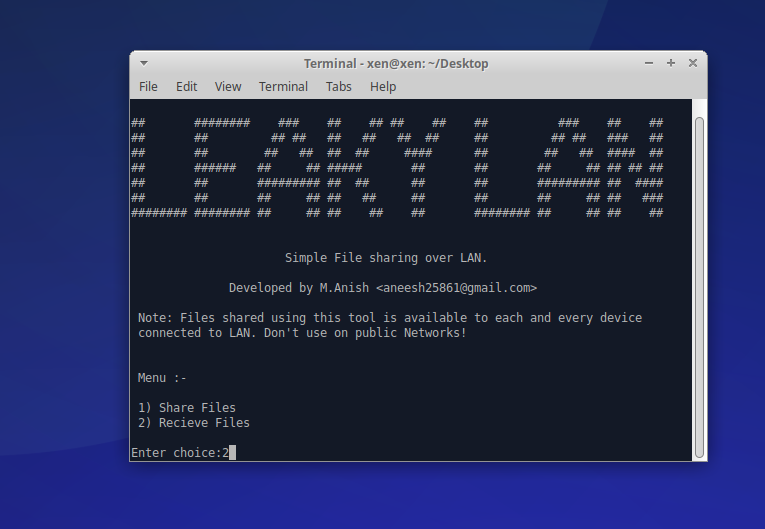 Terminal - xen@xen: ~/Desktop
File Edit View Terminal Tabs Help
LEAKY LAN
Simple File sharing over LAN.
Developed by M.Anish <aneesh25861@gmail.com>
Note: Files shared using this tool is available to each and every device
connected to LAN. Don't use on public Networks!
Menu :-
1) Share Files
2) Recieve Files
Enter choice:2